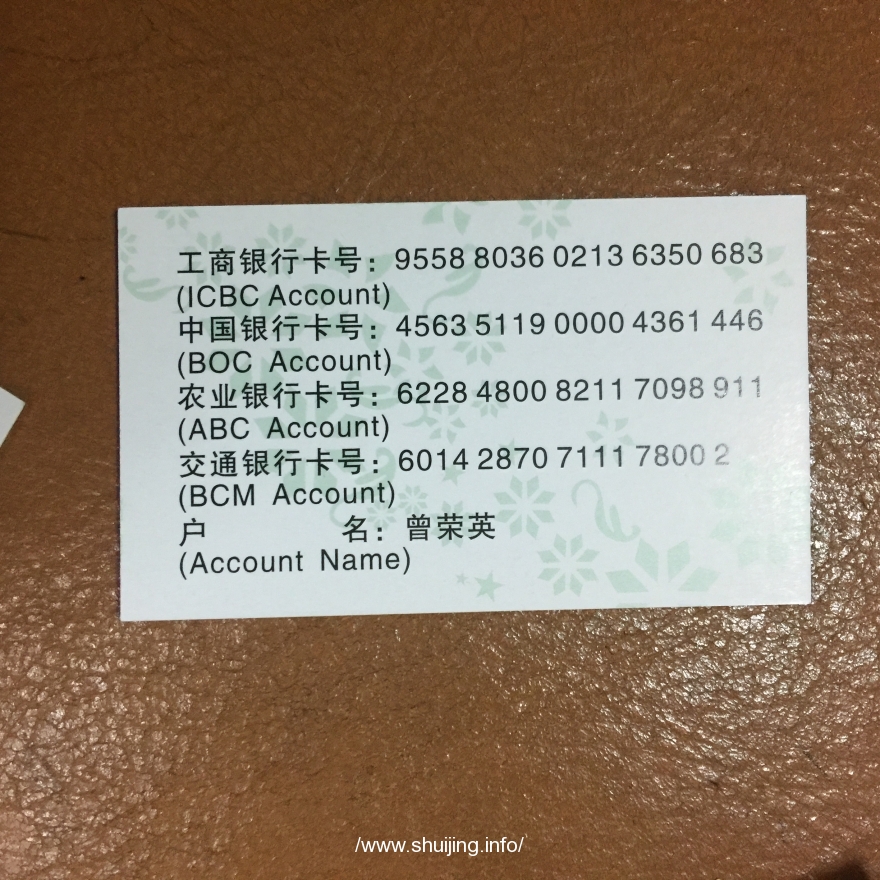 工商银行卡号：9558 8036 0213 6350 683
(ICBC Account)
中国银行卡号：4563 5119 0000 4361 446
(BOC Account)
农业银行卡号：6228 4800 8211 7098 911
(ABC Account)
交通银行卡号：6014 2870 7111 7800 2
(BCM Account)
户 名：曾荣英
(Account Name)
/www.shuijing.info/